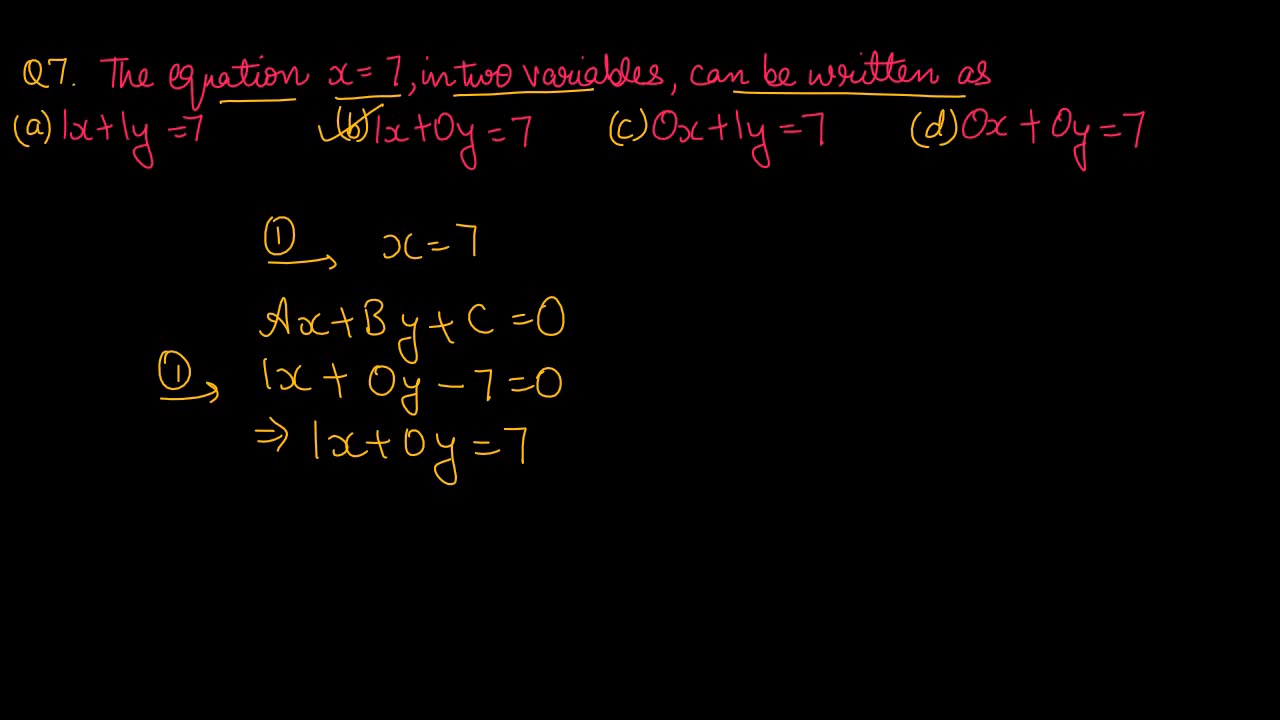 Q7. The equation x = 7, in two variables, can be written as
(a) 1x + 1y = 7 (b) 1x + 0y = 7 (c) 0x + 1y = 7 (d) 0x + 0y = 7
① → x = 7
Ax + By + C = 0
① → 1x + 0y − 7 = 0
⇒ 1x + 0y = 7